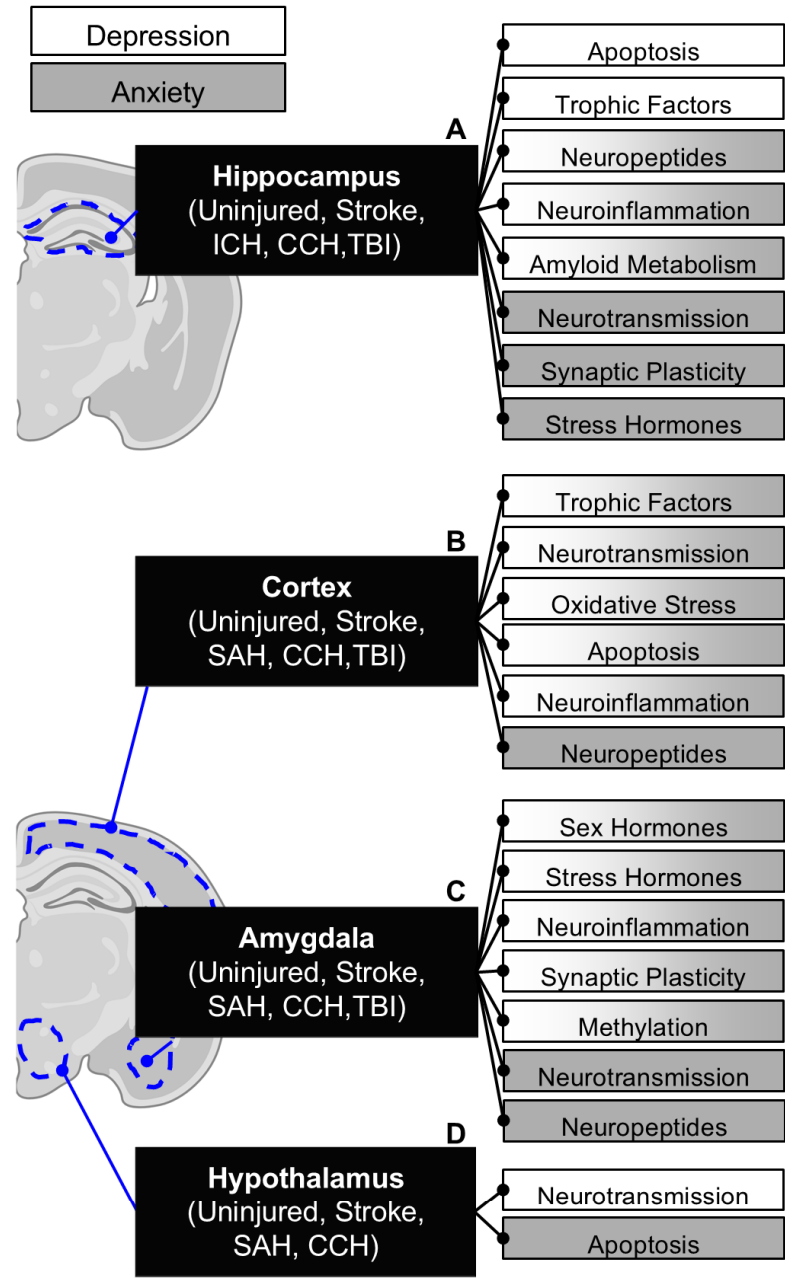 Depression
Anxiety
A
Hippocampus
(Uninjured, Stroke,
ICH, CCH,TBI)
Apoptosis
Trophic Factors
Neuropeptides
Neuroinflammation
Amyloid Metabolism
Neurotransmission
Synaptic Plasticity
Stress Hormones
B
Cortex
(Uninjured, Stroke,
SAH, CCH,TBI)
Trophic Factors
Neurotransmission
Oxidative Stress
Apoptosis
Neuroinflammation
Neuropeptides
C
Amygdala
(Uninjured, Stroke,
SAH, CCH,TBI)
Sex Hormones
Stress Hormones
Neuroinflammation
Synaptic Plasticity
Methylation
Neurotransmission
Neuropeptides
D
Hypothalamus
(Uninjured, Stroke,
SAH, CCH)
Neurotransmission
Apoptosis